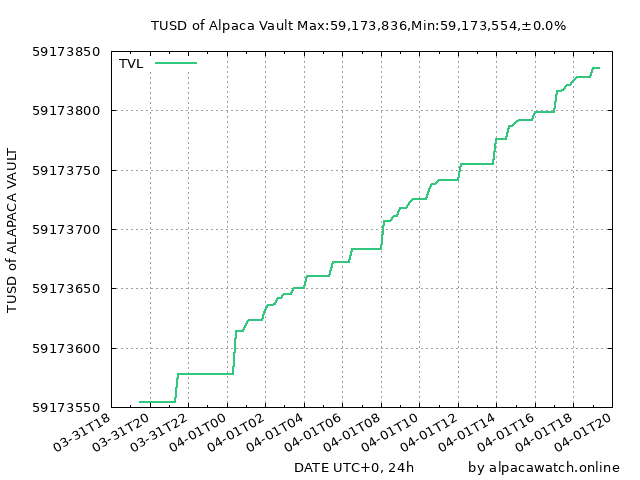 TUSD of Alpaca Vault Max:59,173,836,Min:59,173,554,±0.0%
TVL
59173850
59173800
59173750
59173700
59173650
59173600
59173550
TUSD of ALAPACA VAULT
03-31T18
03-31T20
03-31T22
04-01T00
04-01T02
04-01T04
04-01T06
04-01T08
04-01T10
04-01T12
04-01T14
04-01T16
04-01T18
04-01T20
DATE UTC+0, 24h
by alpacawatch.online